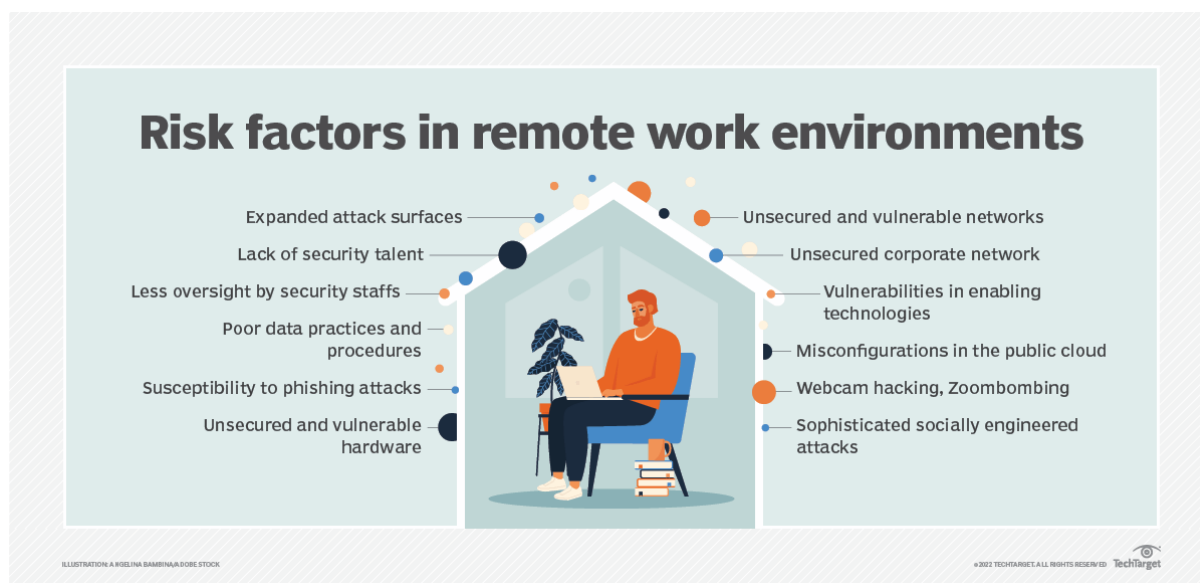 Risk factors in remote work environments
Expanded attack surfaces
Lack of security talent
Less oversight by security staffs
Poor data practices and
procedures
Susceptibility to phishing attacks
Unsecured and vulnerable
hardware
Unsecured and vulnerable networks
Unsecured corporate network
Vulnerabilities in enabling
technologies
Misconfigurations in the public cloud
Webcam hacking, Zoombombing
Sophisticated socially engineered
attacks
ILLUSTRATION: A NGELINA BAMBINA/ADOBE STOCK
©2022 TECHTARGET. ALL RIGHTS RESERVED
TechTarget